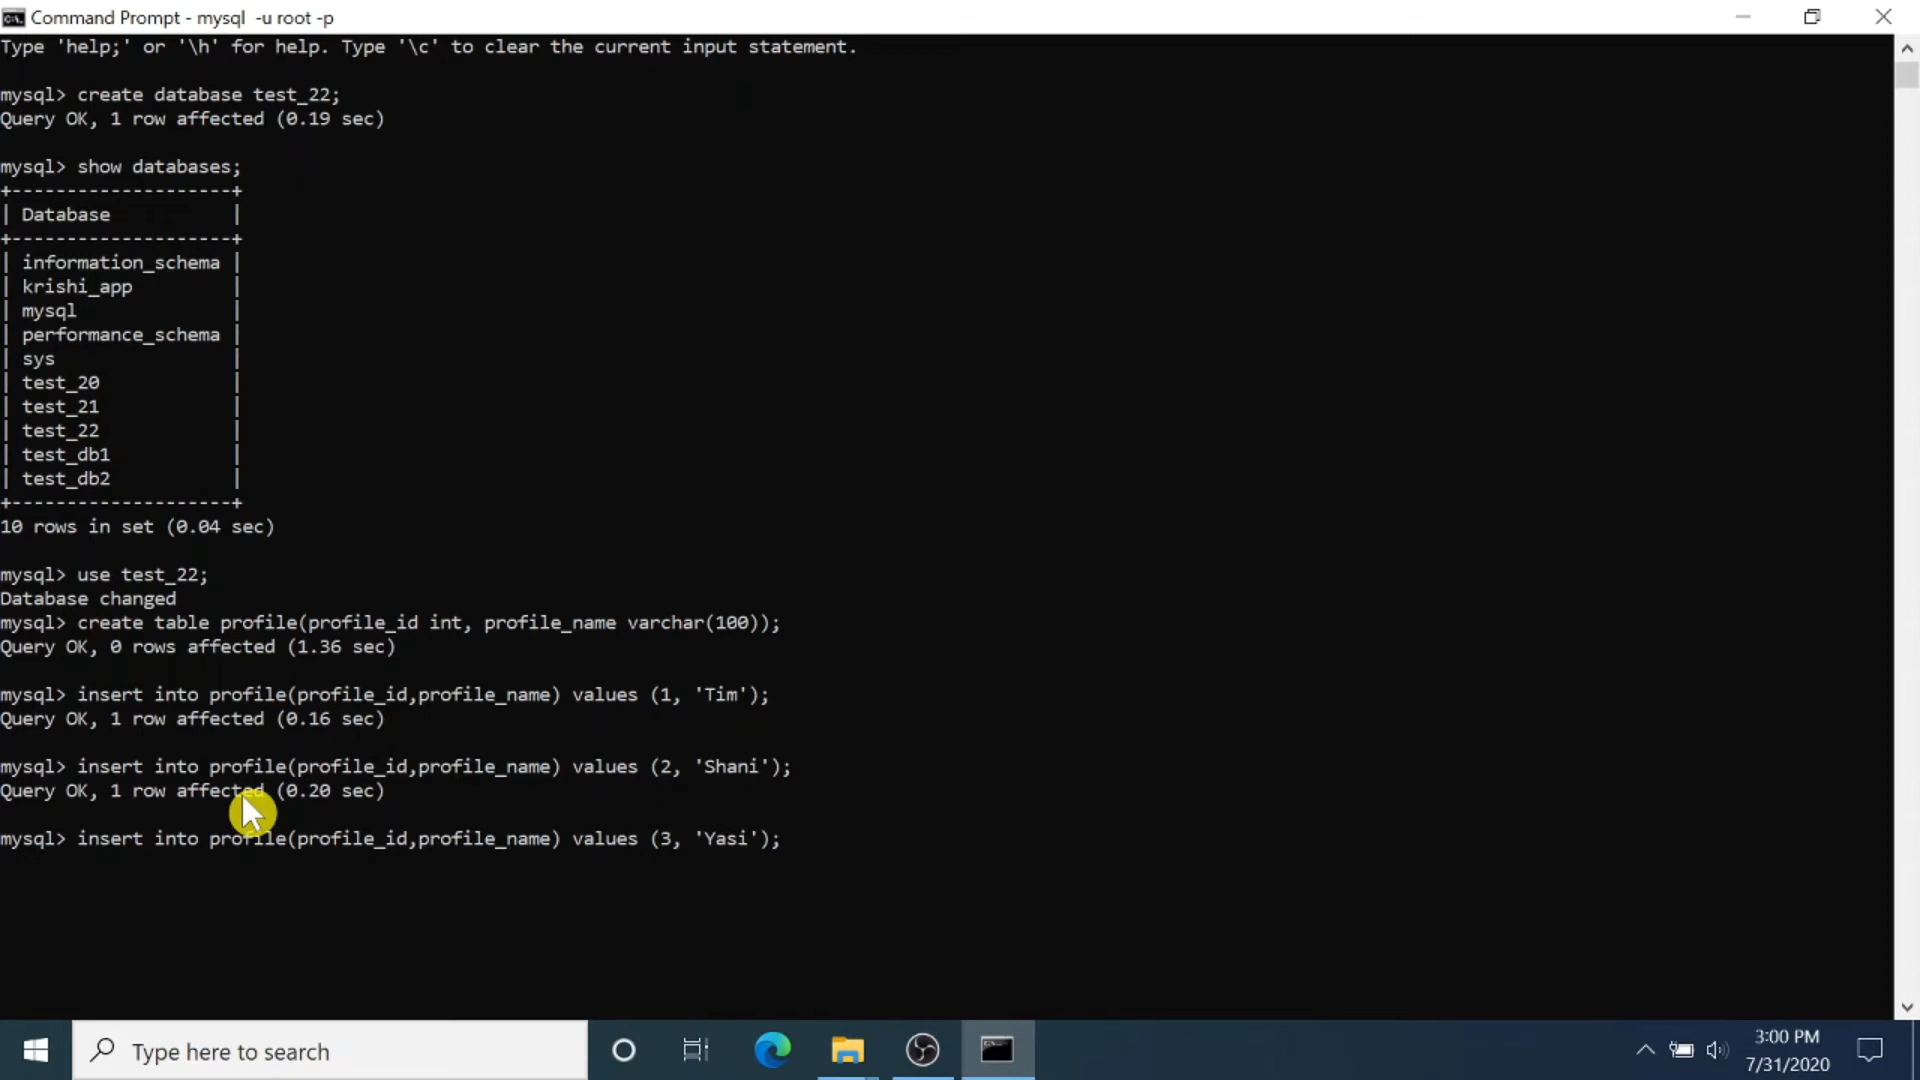 Command Prompt - mysql  -u root -p
Type 'help;' or '\h' for help. Type '\c' to clear the current input statement.
mysql> create database test_22;
Query OK, 1 row affected (0.19 sec)
mysql> show databases;
+--------------------+
| Database           |
+--------------------+
| information_schema |
| krishi_app         |
| mysql              |
| performance_schema |
| sys                |
| test_20            |
| test_21            |
| test_22            |
| test_db1           |
| test_db2           |
+--------------------+
10 rows in set (0.04 sec)
mysql> use test_22;
Database changed
mysql> create table profile(profile_id int, profile_name varchar(100));
Query OK, 0 rows affected (1.36 sec)
mysql> insert into profile(profile_id,profile_name) values (1, 'Tim');
Query OK, 1 row affected (0.16 sec)
mysql> insert into profile(profile_id,profile_name) values (2, 'Shani');
Query OK, 1 row affected (0.20 sec)
mysql> insert into profile(profile_id,profile_name) values (3, 'Yasi');
Type here to search
3:00 PM
7/31/2020